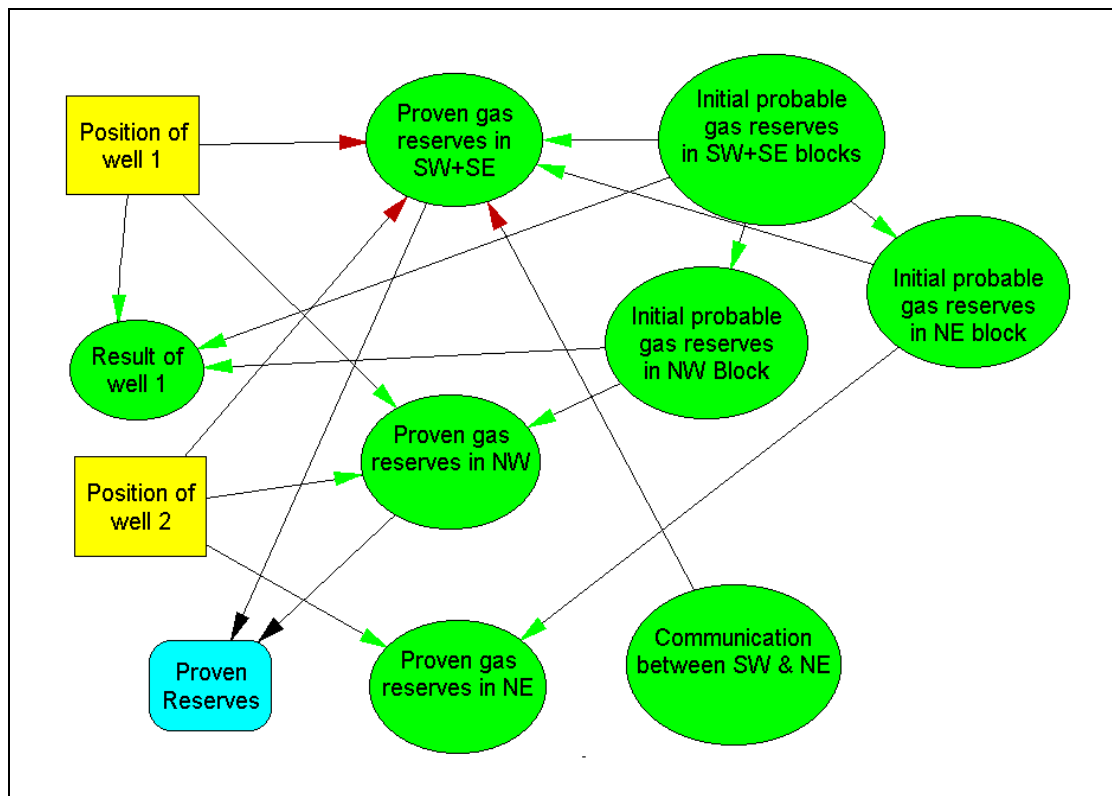 Position of
well 1
Proven gas
reserves in
SW+SE
Initial probable
gas reserves
in SW+SE blocks
Initial probable
gas reserves
in NE block
Initial probable
gas reserves
in NW Block
Result of
well 1
Proven gas
reserves in NW
Position of
well 2
Proven
Reserves
Proven gas
reserves in NE
Communication
between SW & NE